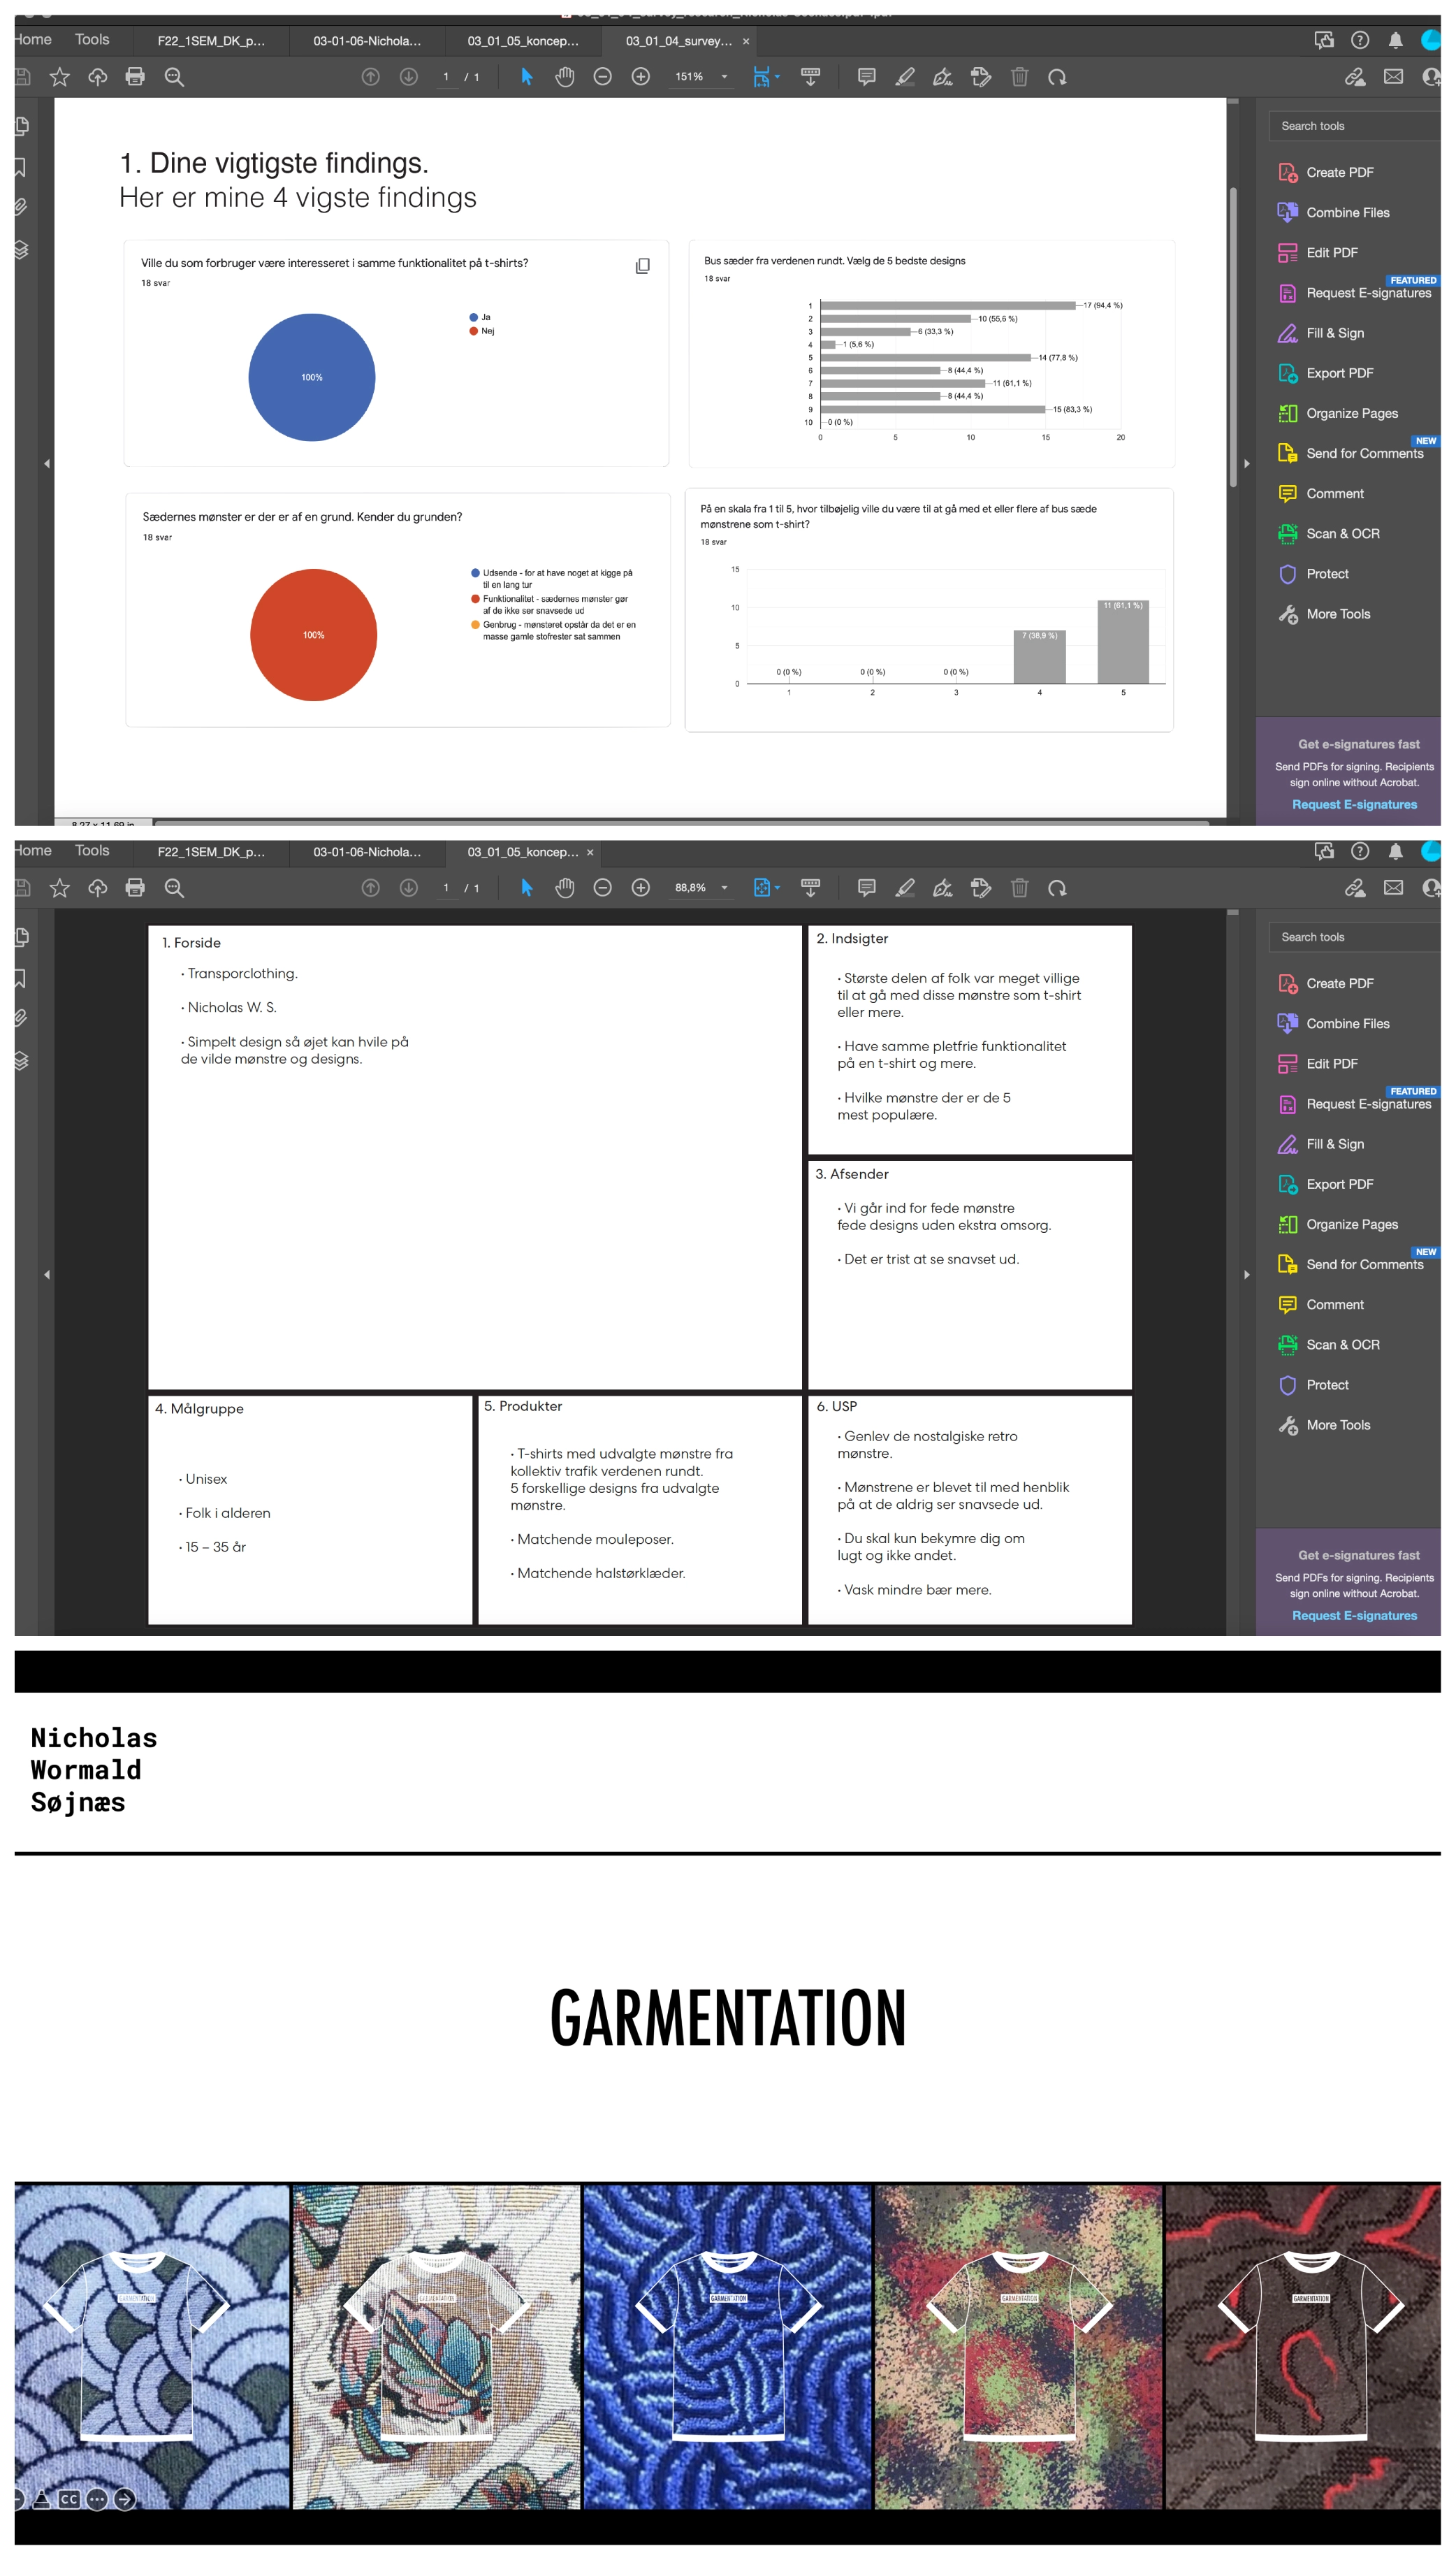 Home Tools F22_1SEM_DK_p... 03-01-06-Nichola... 03_01_05_koncep... 03_01_04_survey... ×
1 / 1 151%
1. Dine vigtigste findings.
Her er mine 4 vigste findings
Ville du som forbruger være interesseret i samme funktionalitet på t-shirts?
18 svar
Ja
Nej
100%
Bus sæder fra verdenen rundt. Vælg de 5 bedste designs
18 svar
1 17 (94,4 %)
2 10 (55,6 %)
3 6 (33,3 %)
4 1 (5,6 %)
5 14 (77,8 %)
6 8 (44,4 %)
7 11 (61,1 %)
8 8 (44,4 %)
9 15 (83,3 %)
10 0 (0 %)
0 5 10 15 20
Sædernes mønster er der er af en grund. Kender du grunden?
18 svar
Udsende - for at have noget at kigge på
til en lang tur
Funktionalitet - sædernes mønster gør
af de ikke ser snavsede ud
Genbrug - mønsteret opstår da det er en
masse gamle stofrester sat sammen
100%
På en skala fra 1 til 5, hvor tilbøjelig ville du være til at gå med et eller flere af bus sæde
mønstrene som t-shirt?
18 svar
15
10
5
0
0 (0 %) 0 (0 %) 0 (0 %) 7 (38,9 %) 11 (61,1 %)
1 2 3 4 5
8,27 x 11,69 in
Search tools
Create PDF
Combine Files
Edit PDF
FEATURED
Request E-signatures
Fill & Sign
Export PDF
Organize Pages
NEW
Send for Comments
Comment
Scan & OCR
Protect
More Tools
Get e-signatures fast
Send PDFs for signing. Recipients
sign online without Acrobat.
Request E-signatures
Home Tools F22_1SEM_DK_p... 03-01-06-Nichola... 03_01_05_koncep... ×
1 / 1 88,8%
1. Forside
· Transporclothing.
· Nicholas W. S.
· Simpelt design så øjet kan hvile på
de vilde mønstre og designs.
2. Indsigter
· Største delen af folk var meget villige
til at gå med disse mønstre som t-shirt
eller mere.
· Have samme pletfrie funktionalitet
på en t-shirt og mere.
· Hvilke mønstre der er de 5
mest populære.
3. Afsender
· Vi går ind for fede mønstre
fede designs uden ekstra omsorg.
· Det er trist at se snavset ud.
4. Målgruppe
· Unisex
· Folk i alderen
· 15 – 35 år
5. Produkter
· T-shirts med udvalgte mønstre fra
kollektiv trafik verdenen rundt.
5 forskellige designs fra udvalgte
mønstre.
· Matchende mouleposer.
· Matchende halstørklæder.
6. USP
· Genlev de nostalgiske retro
mønstre.
· Mønstrene er blevet til med henblik
på at de aldrig ser snavsede ud.
· Du skal kun bekymre dig om
lugt og ikke andet.
· Vask mindre bær mere.
Search tools
Create PDF
Combine Files
Edit PDF
FEATURED
Request E-signatures
Fill & Sign
Export PDF
Organize Pages
NEW
Send for Comments
Comment
Scan & OCR
Protect
More Tools
Get e-signatures fast
Send PDFs for signing. Recipients
sign online without Acrobat.
Request E-signatures
Nicholas
Wormald
Søjnæs
GARMENTATION
GARMENTATION GARMENTATION GARMENTATION GARMENTATION GARMENTATION
CC